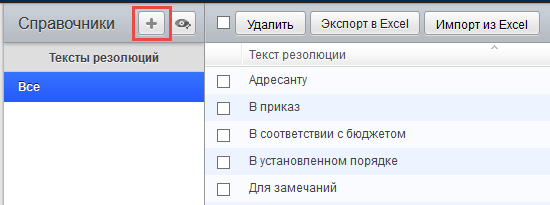 Справочники
Удалить Экспорт в Excel Импорт из Excel
Тексты резолюций
Все
Текст резолюции
Адресанту
В приказ
В соответствии с бюджетом
В установленном порядке
Для замечаний